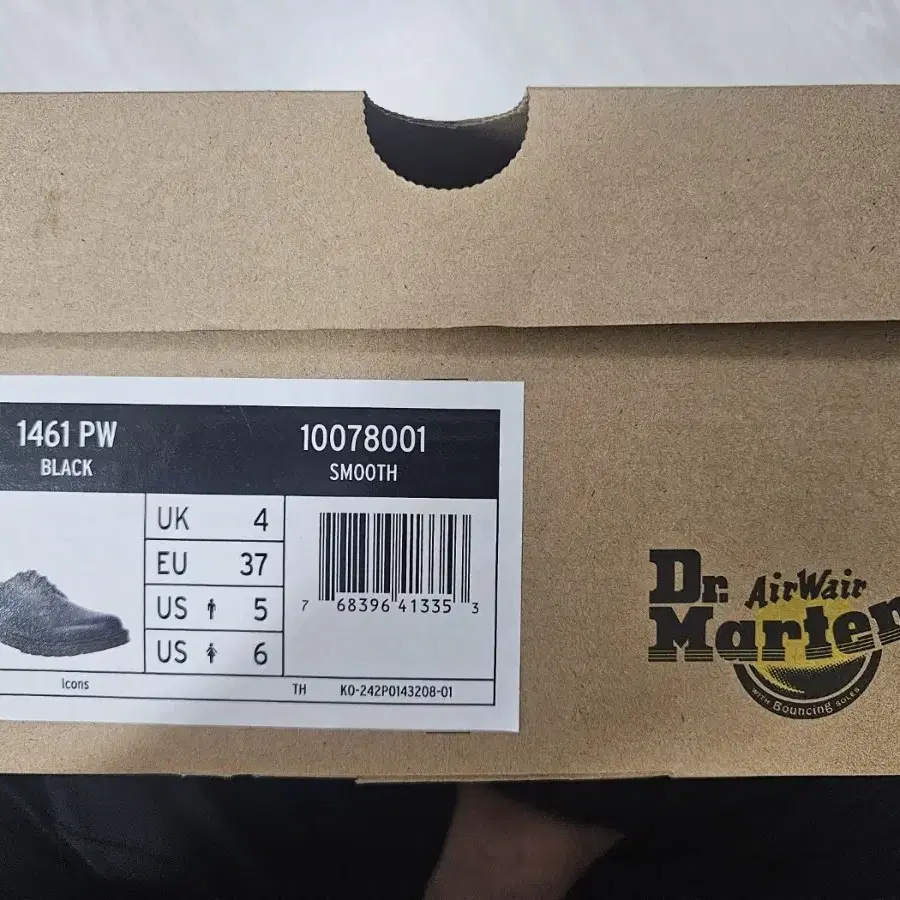 1461 PW
BLACK
10078001
SMOOTH
UK 4
EU 37
US 5
US 6
7 68396 41335 3
Icons
TH K0-242P0143208-01
Dr. AirWair
Marten
WITH Bouncing SOLES